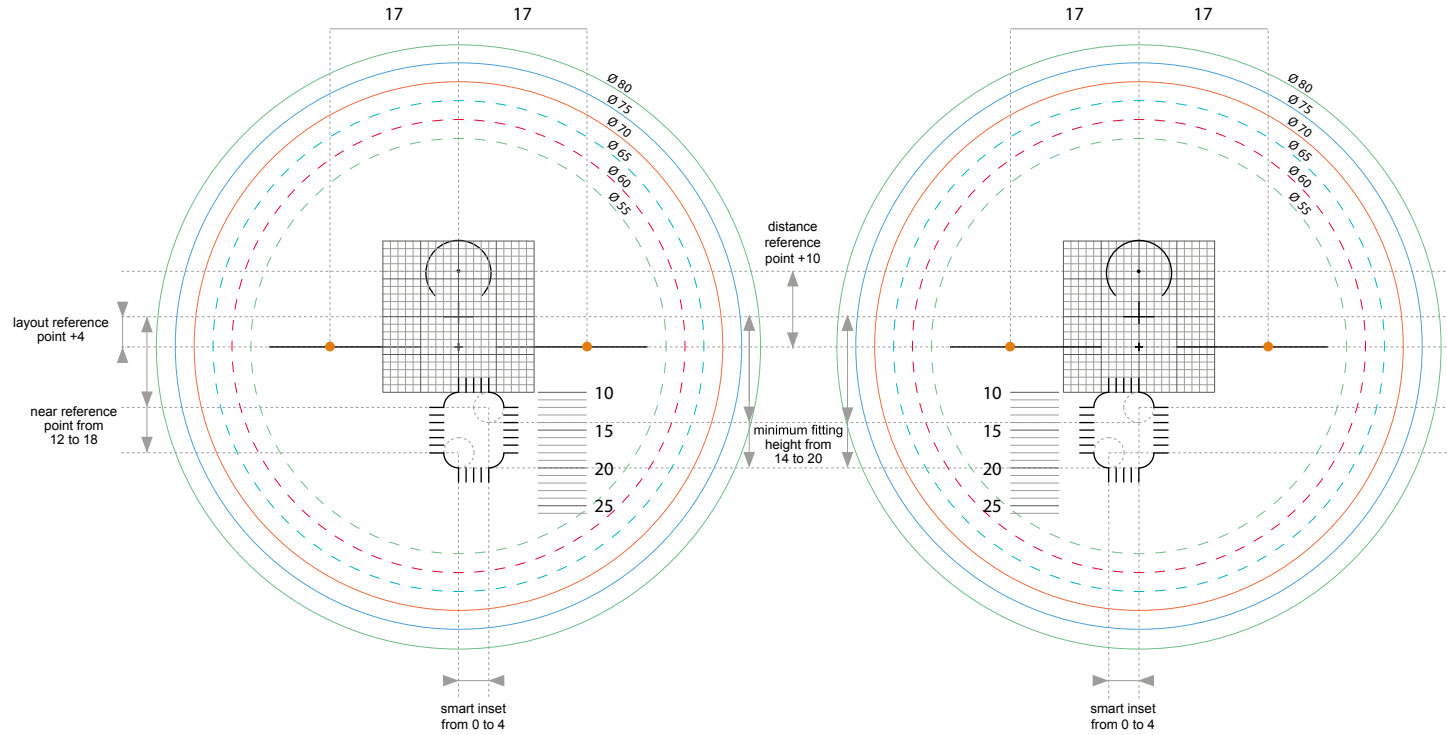 17
17
17
17
Ø 80
Ø 75
Ø 70
Ø 65
Ø 60
Ø 55
Ø 80
Ø 75
Ø 70
Ø 65
Ø 60
Ø 55
distance
reference
point +10
layout reference
point +4
near reference
point from
12 to 18
10
15
20
25
minimum fitting
height from
14 to 20
10
15
20
25
smart inset
from 0 to 4
smart inset
from 0 to 4